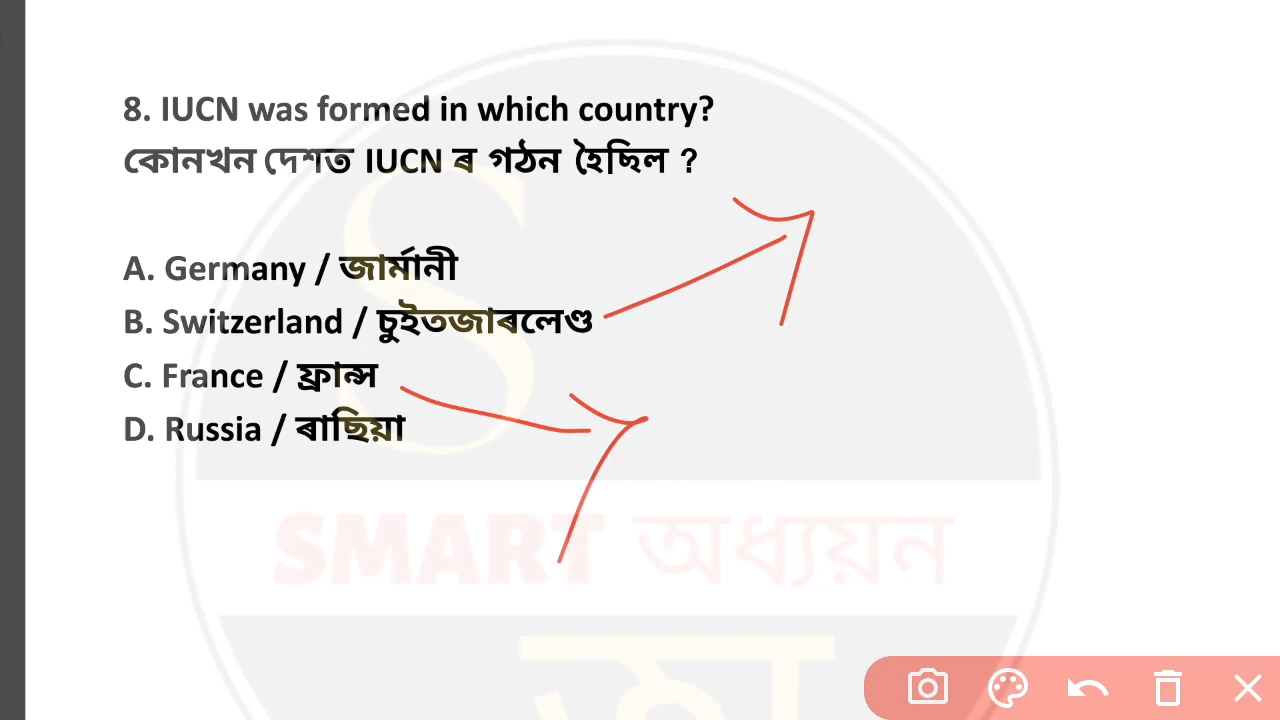 8. IUCN was formed in which country?
কোনখন দেশত IUCN ৰ গঠন হৈছিল ?
A. Germany / জাৰ্মানী
B. Switzerland / চুইতজাৰলেণ্ড
C. France / ফ্ৰান্স
D. Russia / ৰাছিয়া
SMART অধ্যয়ন